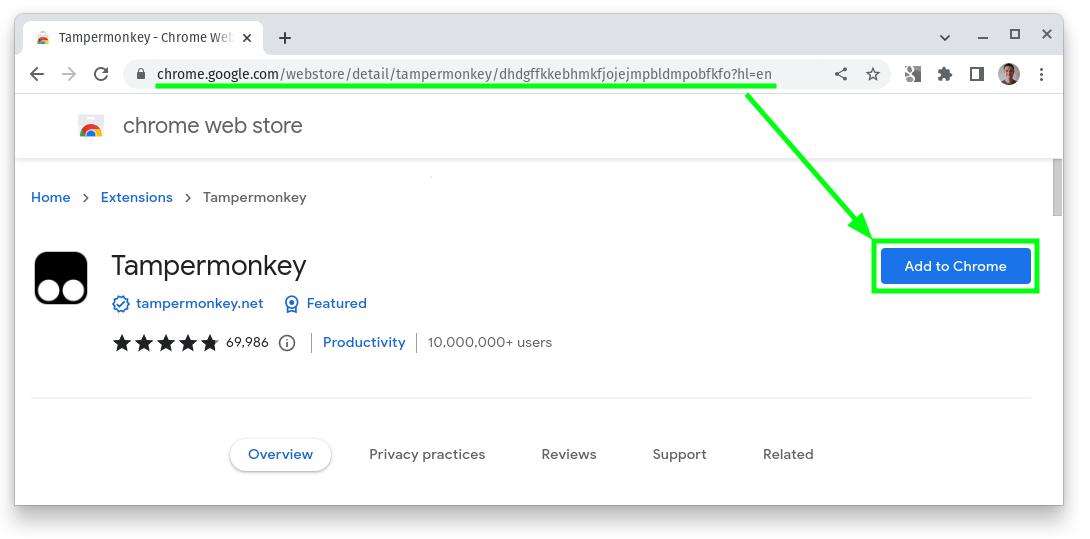 Tampermonkey - Chrome Web
chrome.google.com/webstore/detail/tampermonkey/dhdgffkkebhmkfjojejmpbldmpobfkfo?hl=en
chrome web store
Home > Extensions > Tampermonkey
Tampermonkey
Add to Chrome
tampermonkey.net Featured
69,986 Productivity 10,000,000+ users
Overview Privacy practices Reviews Support Related